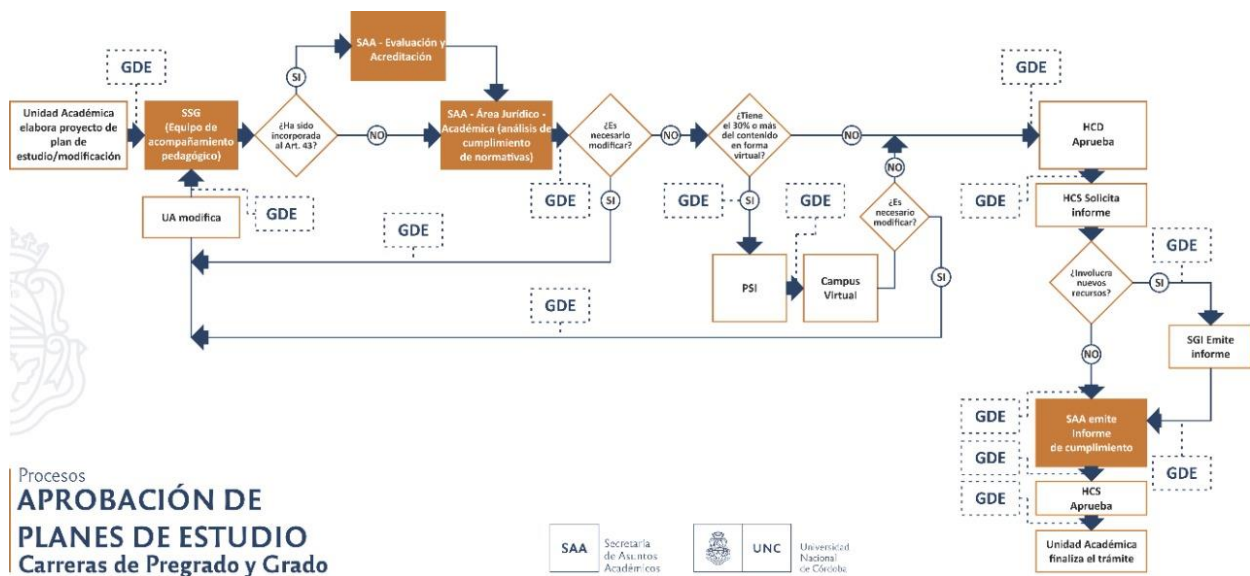 GDE
Unidad Académica
elabora proyecto de
plan de
estudio/modificación
SSG
(Equipo de
acompañamiento
pedagógico)
¿Ha sido
incorporada
al Art. 43?
SI
SAA - Evaluación y
Acreditación
NO
SAA - Área Jurídico -
- Académica (análisis de
cumplimiento
de normativas)
GDE
¿Es
necesario
modificar?
NO
SI
¿Tiene
el 30% o más
del contenido
en forma
virtual?
NO
GDE
SI
PSI
GDE
Campus
Virtual
¿Es
necesario
modificar?
NO
SI
GDE
HCD
Aprueba
GDE
HCS Solicita
informe
¿Involucra
nuevos
recursos?
GDE
SI
SGI Emite
informe
NO
GDE
SAA emite
Informe
de cumplimiento
GDE
GDE
HCS
Aprueba
GDE
Unidad Académica
finaliza el trámite
UA modifica
GDE
GDE
GDE
Procesos
APROBACIÓN DE
PLANES DE ESTUDIO
Carreras de Pregrado y Grado
SAA
Secretaría
de Asuntos
Académicos
UNC
Universidad
Nacional
de Córdoba